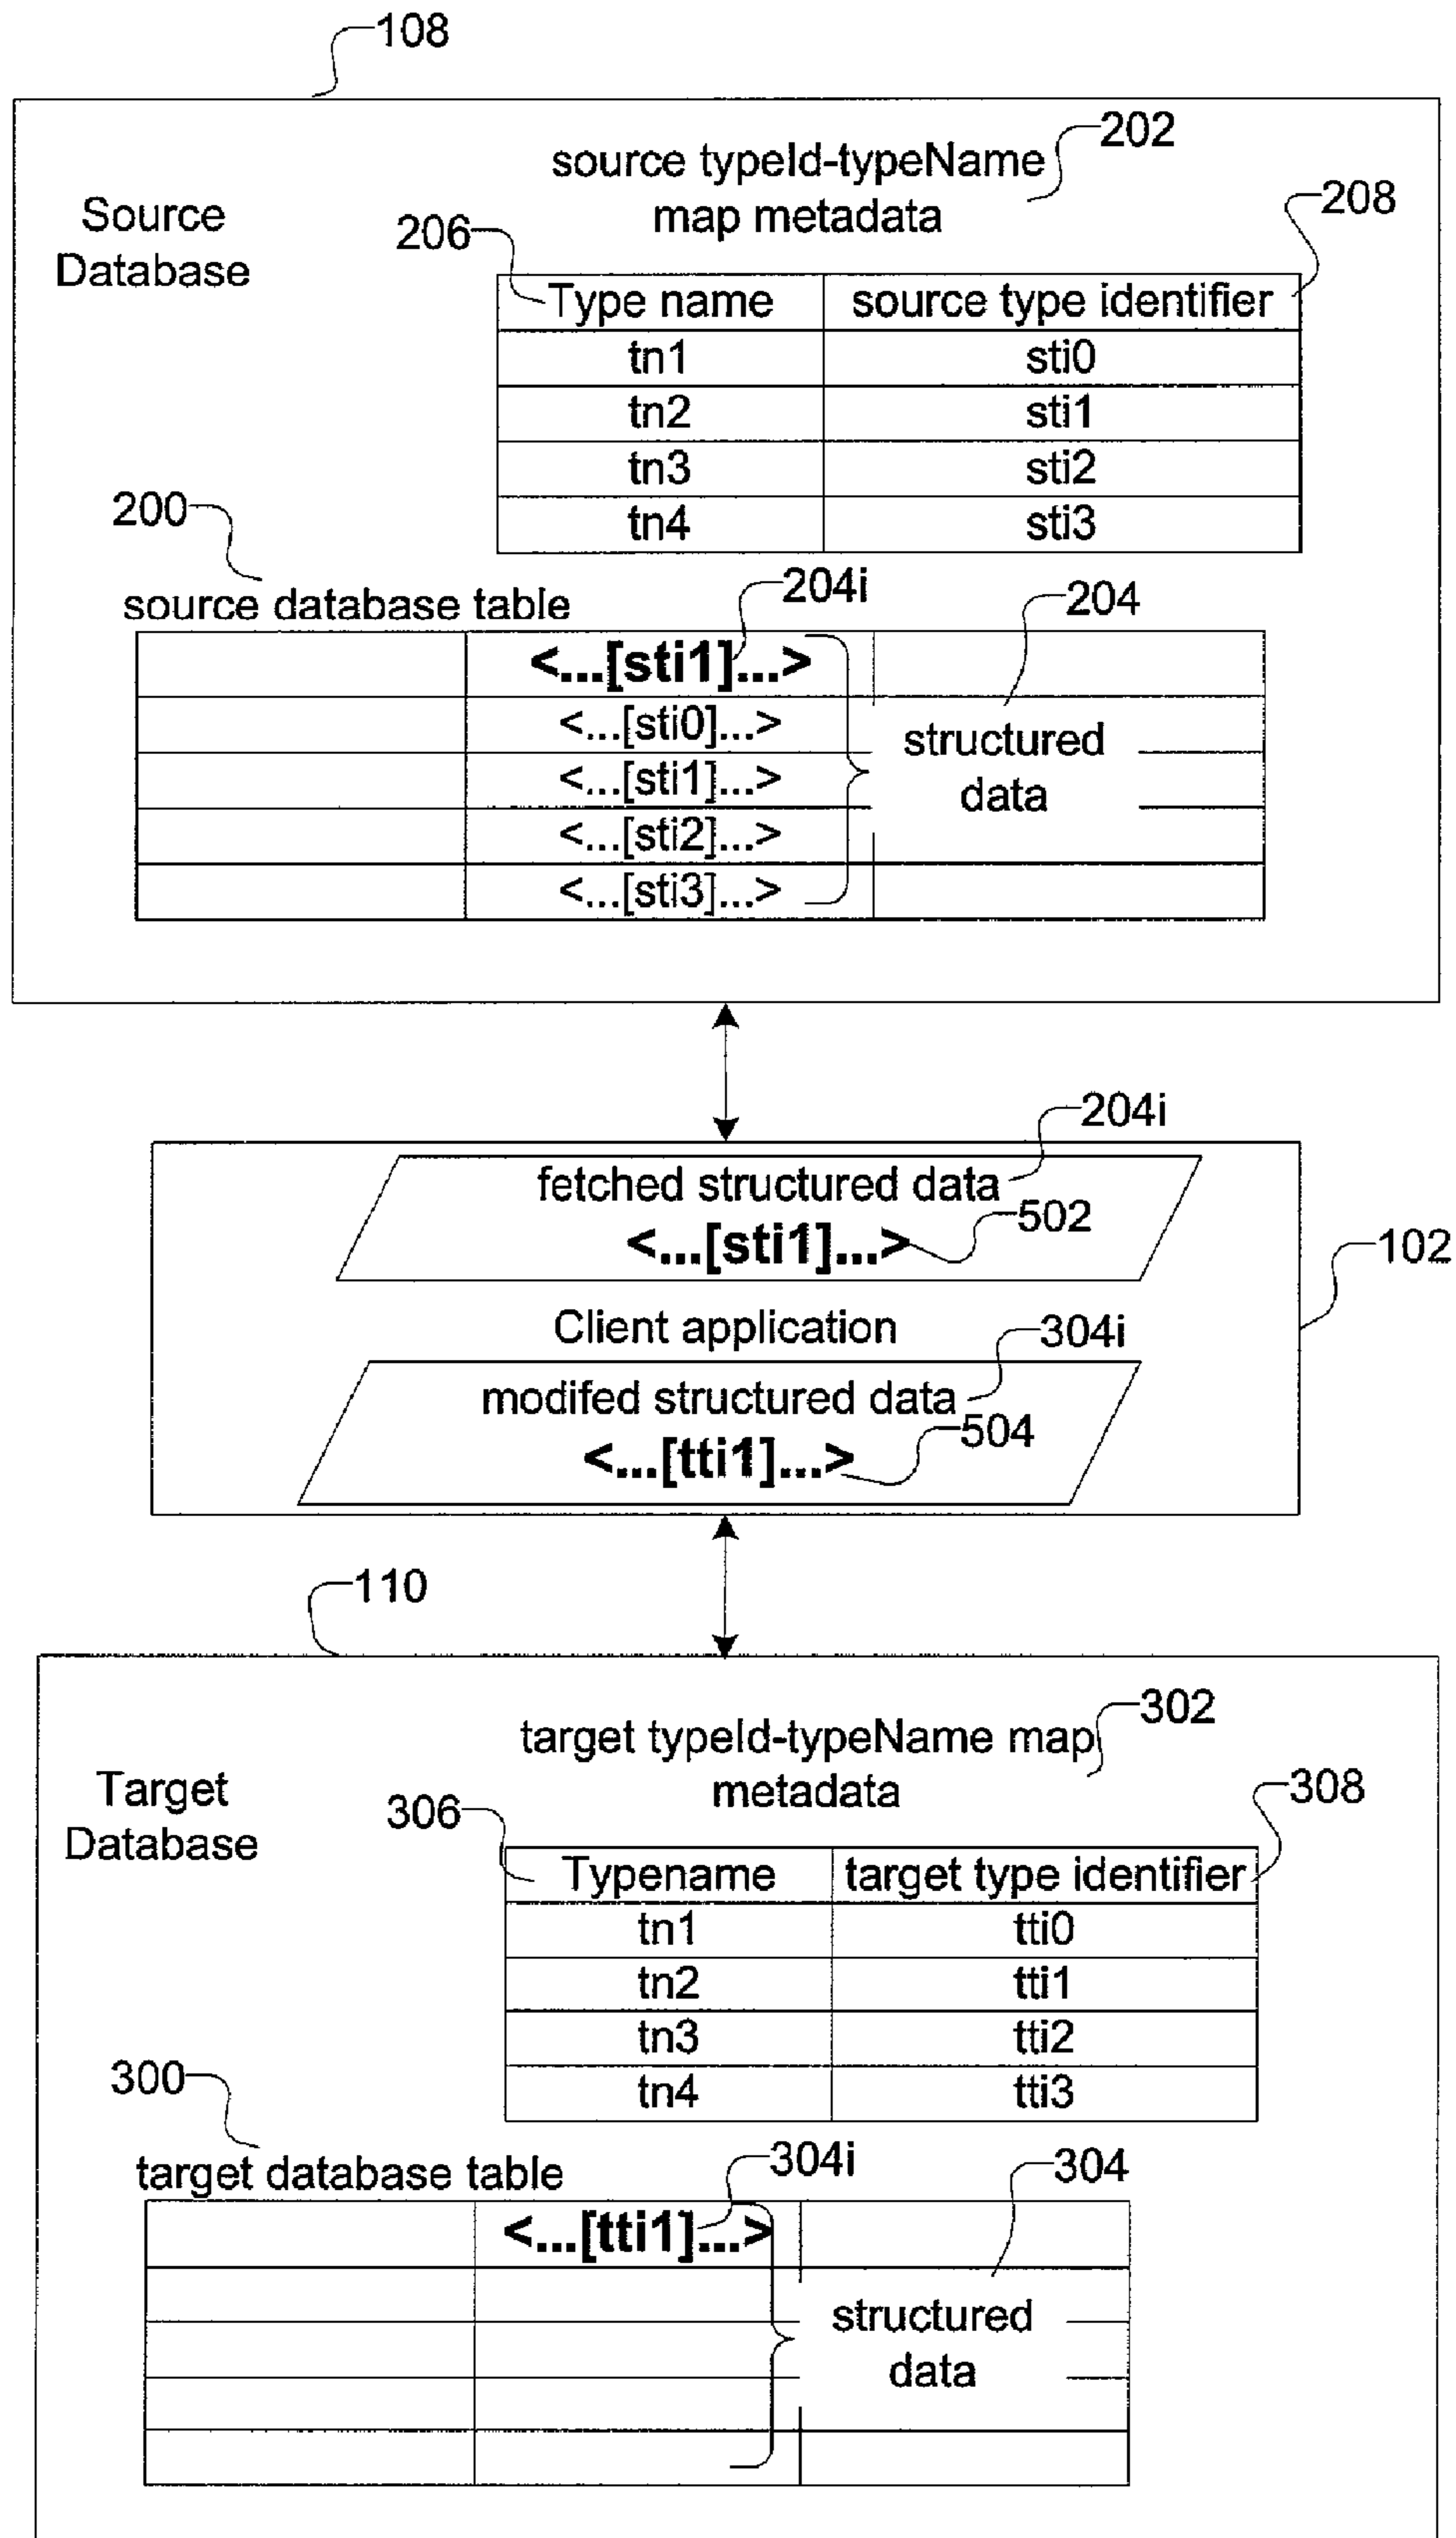 108
202
source typeId-typeName
map metadata
208
Source
Database
206
Type name source type identifier
tn1 sti0
tn2 sti1
tn3 sti2
tn4 sti3
200
source database table
204i
204
<...[sti1]...>
<...[sti0]...>
<...[sti1]...>
<...[sti2]...>
<...[sti3]...>
structured
data
204i
fetched structured data
<...[sti1]...>
502
102
Client application
304i
modifed structured data
504
<...[tti1]...>
110
302
target typeId-typeName map
metadata
Target
Database
306
308
Typename target type identifier
tn1 tti0
tn2 tti1
tn3 tti2
tn4 tti3
300
target database table
304i
304
<...[tti1]...>
structured
data